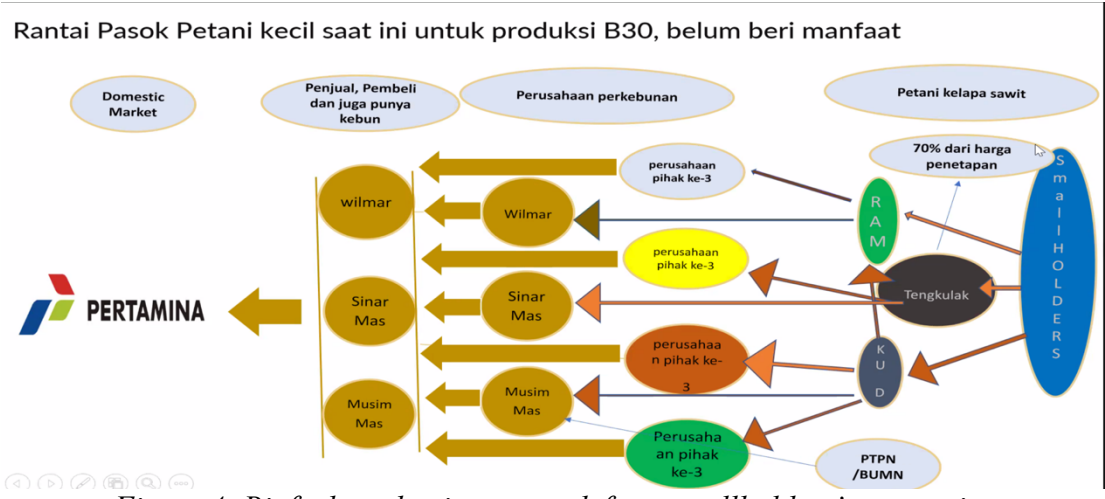 Rantai Pasok Petani kecil saat ini untuk produksi B30, belum beri manfaat
Domestic
Market
Penjual, Pembeli
dan juga punya
kebun
Perusahaan perkebunan
Petani kelapa sawit
70% dari harga
penetapan
SmallHOLDERS
perusahaan
pihak ke-3
RAM
wilmar
Wilmar
perusahaan
pihak ke-3
Tengkulak
Sinar
Mas
Sinar
Mas
PERTAMINA
perusahaa
n pihak ke-
3
KUD
Musim
Mas
Musim
Mas
Perusaha
an pihak
ke-3
PTPN
/BUMN